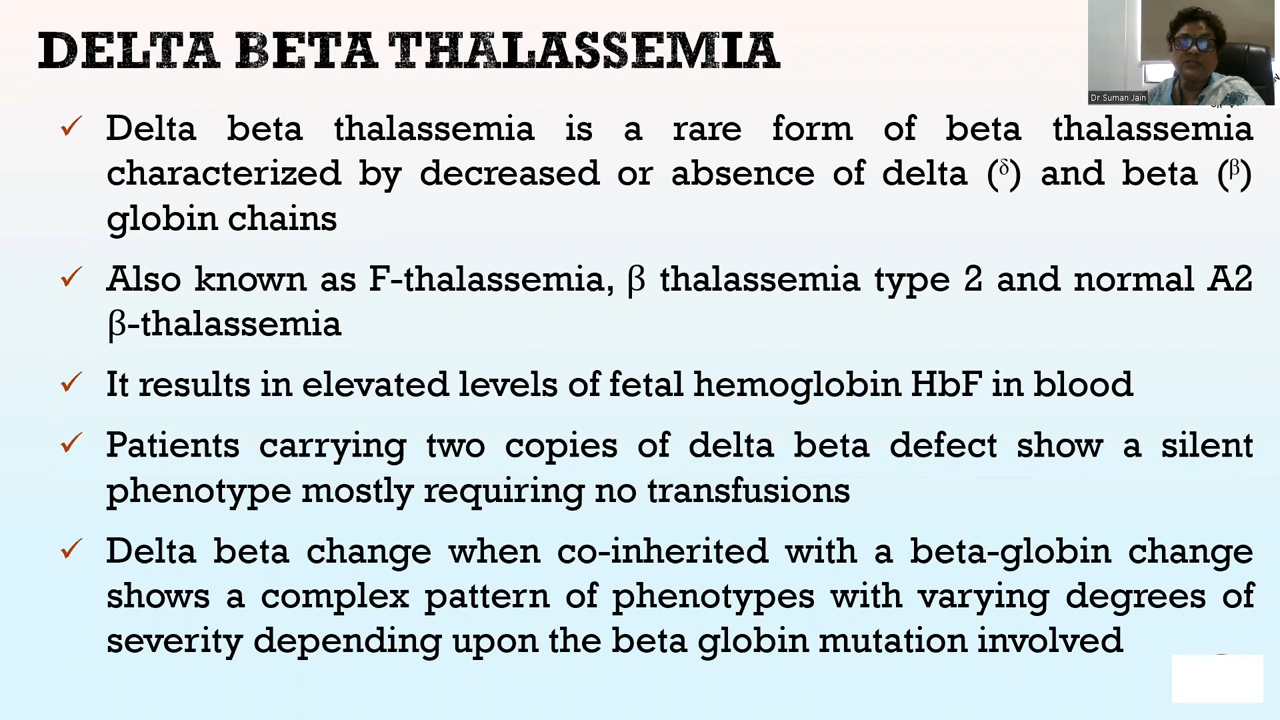 DELTA BETA THALASSEMIA
Dr Suman Jain
✓ Delta beta thalassemia is a rare form of beta thalassemia
characterized by decreased or absence of delta (δ) and beta (β)
globin chains
✓ Also known as F-thalassemia, β thalassemia type 2 and normal A2
β-thalassemia
✓ It results in elevated levels of fetal hemoglobin HbF in blood
✓ Patients carrying two copies of delta beta defect show a silent
phenotype mostly requiring no transfusions
✓ Delta beta change when co-inherited with a beta-globin change
shows a complex pattern of phenotypes with varying degrees of
severity depending upon the beta globin mutation involved